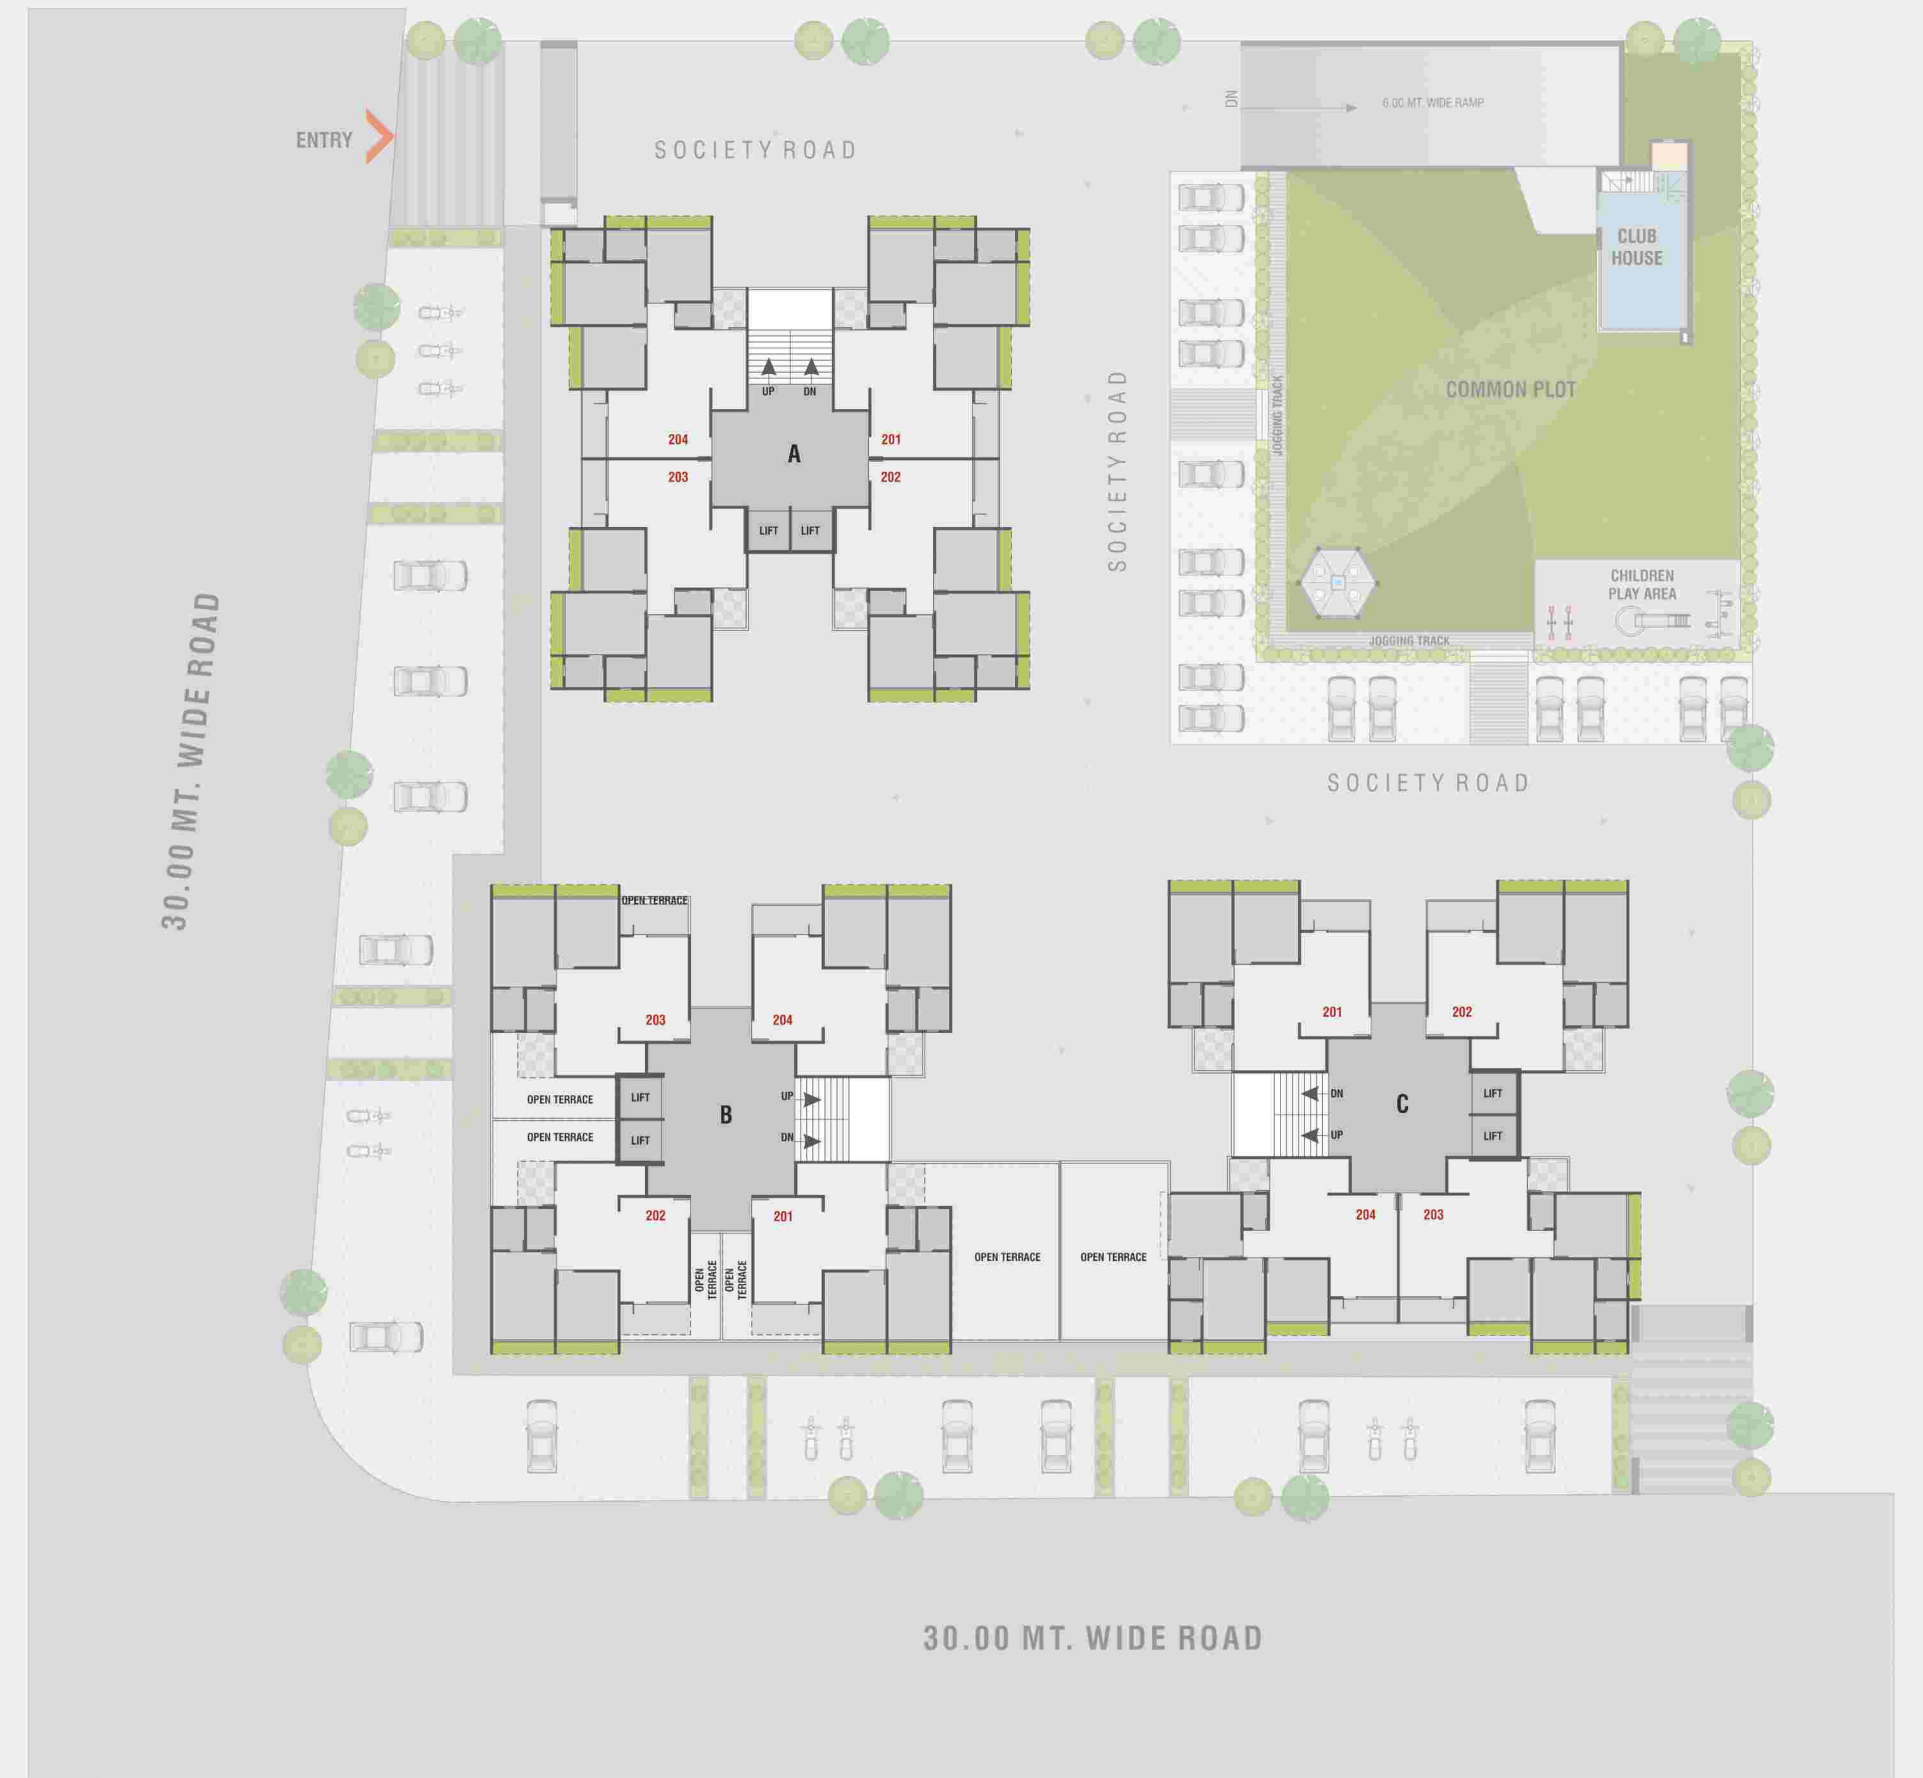 DN
6.00 MT. WIDE RAMP
ENTRY
SOCIETY ROAD
CLUB
HOUSE
COMMON PLOT
UP
DN
SOCIETY ROAD
JOGGING TRACK
204
201
A
203
202
LIFT
LIFT
CHILDREN
PLAY AREA
JOGGING TRACK
30.00 MT. WIDE ROAD
SOCIETY ROAD
OPEN TERRACE
203
204
201
202
OPEN TERRACE
LIFT
UP
B
DN
C
LIFT
OPEN TERRACE
LIFT
DN
UP
LIFT
202
201
204
203
OPEN
TERRACE
OPEN
TERRACE
OPEN TERRACE
OPEN TERRACE
30.00 MT. WIDE ROAD